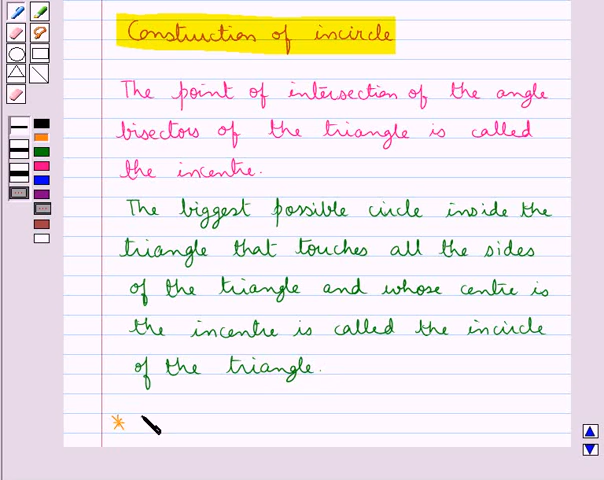 Construction of incircle
The point of intersection of the angle
bisectors of the triangle is called
the incentre.
The biggest possible circle inside the
triangle that touches all the sides
of the triangle and whose centre is
the incentre is called the incircle
of the triangle.
*